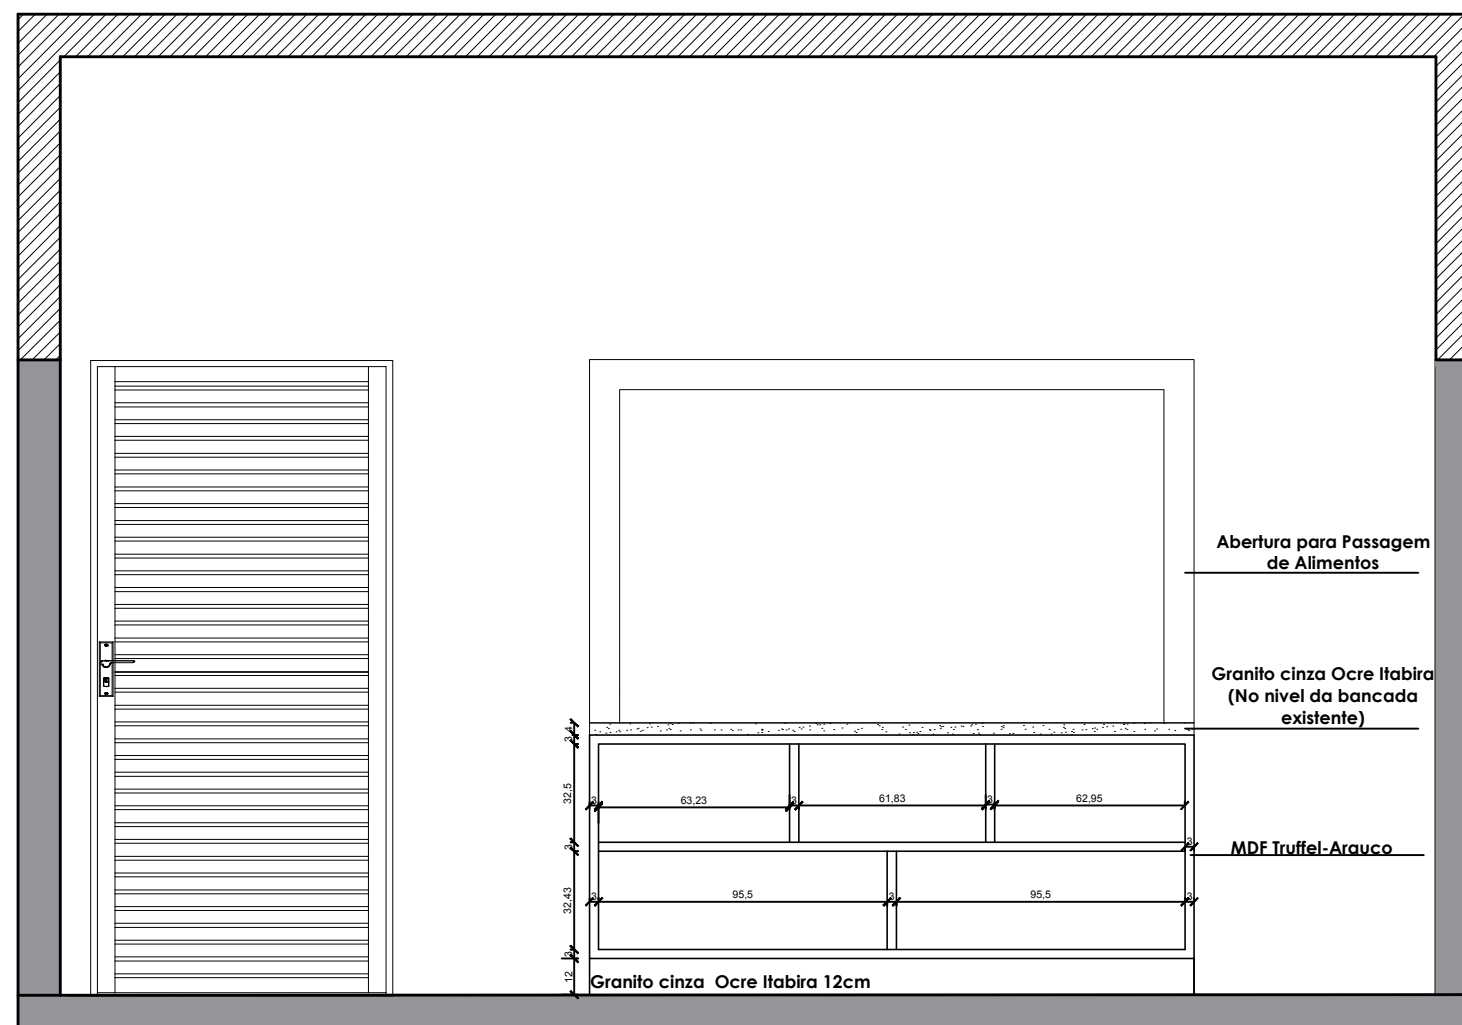 Abertura para Passagem
de Alimentos
Granito cinza Ocre Itabira
(No nivel da bancada
existente)
3 4
32,5
3 63,23 3 61,83 3 62,95
3
3
MDF Truffel-Arauco
32,43
3 95,5 3 95,5 3
3
12
Granito cinza Ocre Itabira 12cm